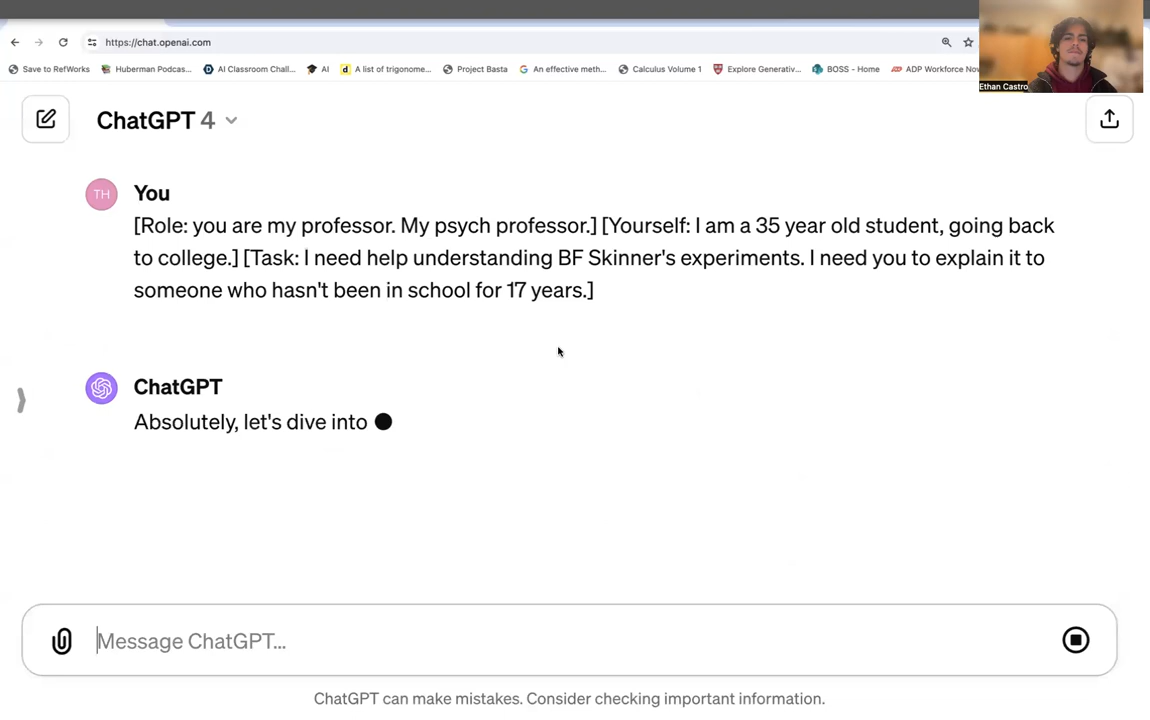 https://chat.openai.com
Save to RefWorks Huberman Podcas... AI Classroom Chall... AI A list of trigonome... Project Basta An effective meth... Calculus Volume 1 Explore Generativ... BOSS - Home ADP Workforce Nov
Ethan Castro
ChatGPT 4
TH
You
[Role: you are my professor. My psych professor.] [Yourself: I am a 35 year old student, going back
to college.] [Task: I need help understanding BF Skinner's experiments. I need you to explain it to
someone who hasn't been in school for 17 years.]
ChatGPT
Absolutely, let's dive into
Message ChatGPT...
ChatGPT can make mistakes. Consider checking important information.